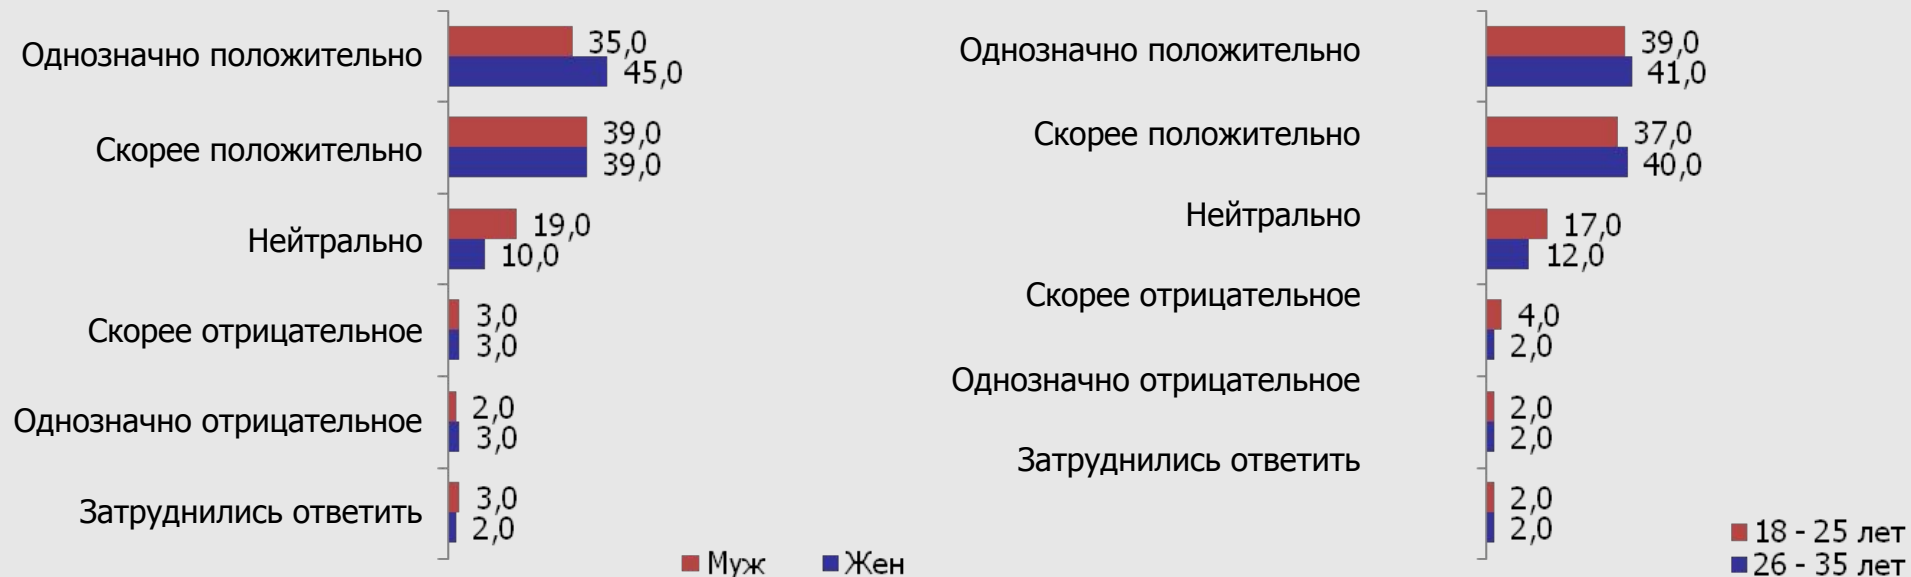 Однозначно положительно
35,0
45,0
Скорее положительно
39,0
39,0
Нейтрально
19,0
10,0
Скорее отрицательное
3,0
3,0
Однозначно отрицательное
2,0
3,0
Затруднились ответить
3,0
2,0
Муж Жен
Однозначно положительно
39,0
41,0
Скорее положительно
37,0
40,0
Нейтрально
17,0
12,0
Скорее отрицательное
4,0
2,0
Однозначно отрицательное
2,0
2,0
Затруднились ответить
2,0
2,0
18 - 25 лет
26 - 35 лет